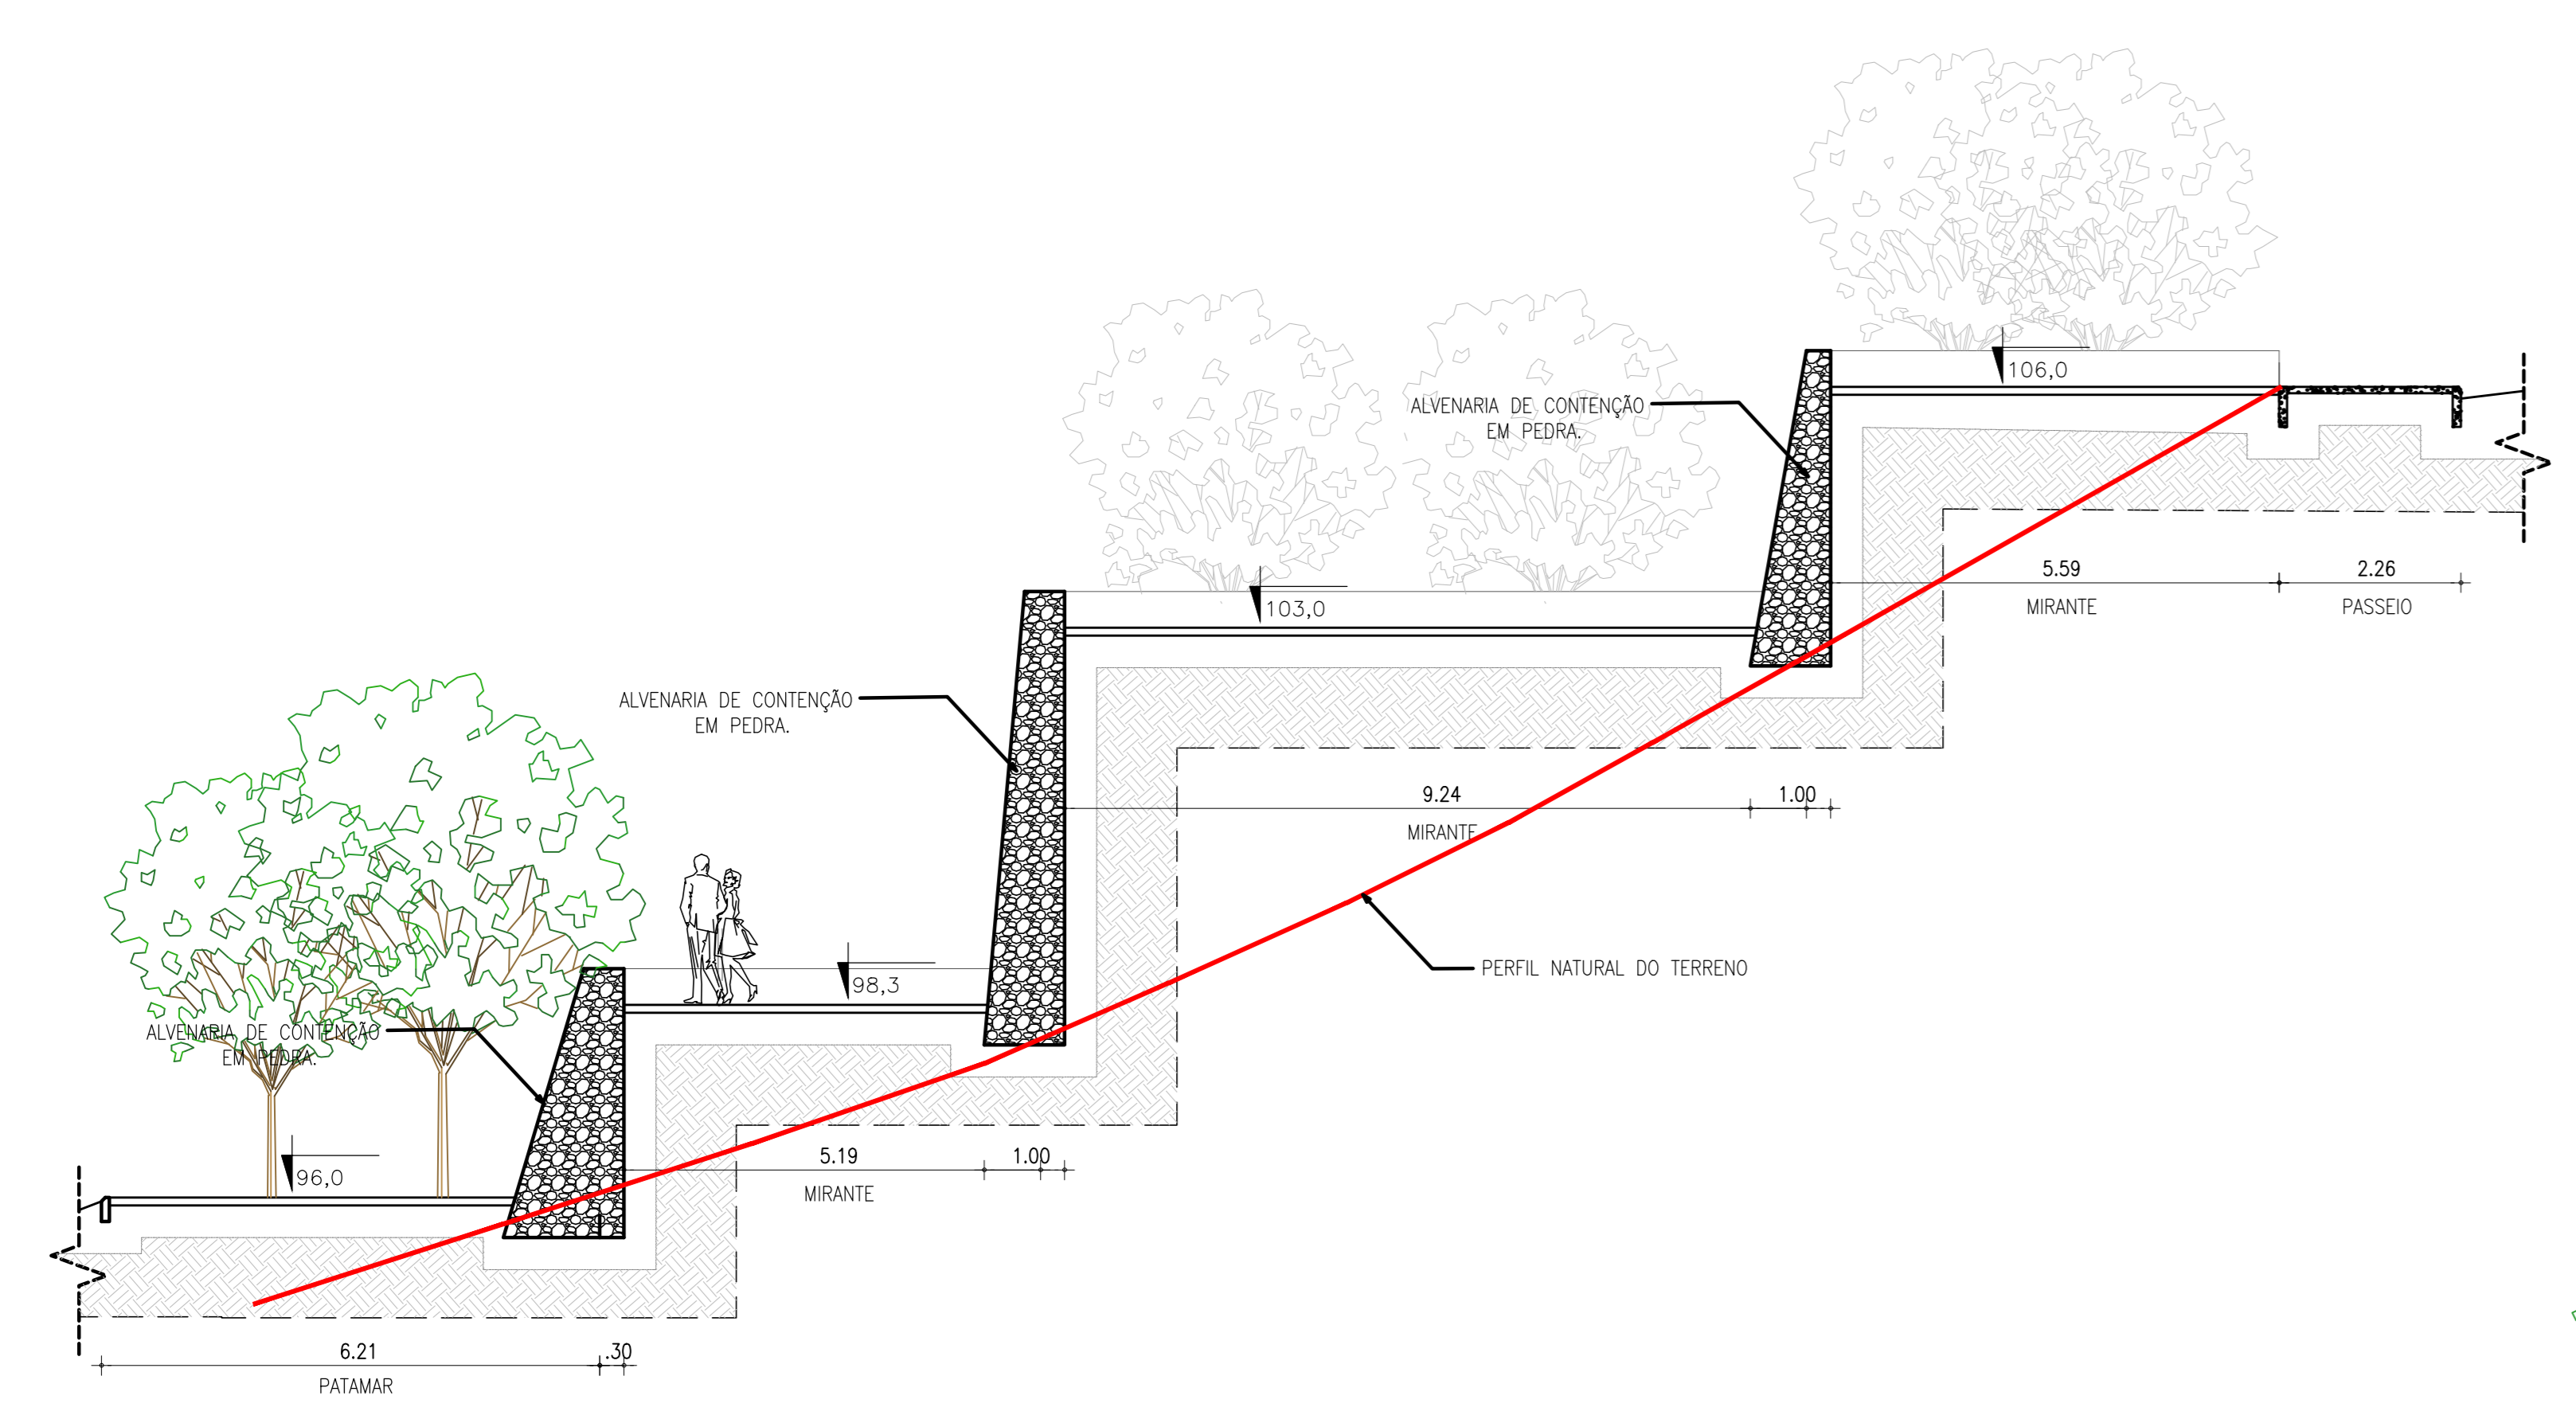 106,0
ALVENARIA DE CONTENÇÃO
EM PEDRA.
5.59
2.26
MIRANTE
PASSEIO
103,0
ALVENARIA DE CONTENÇÃO
EM PEDRA.
9.24
1.00
MIRANTE
PERFIL NATURAL DO TERRENO
98,3
ALVENARIA DE CONTENÇÃO
EM PEDRA.
5.19
1.00
MIRANTE
96,0
6.21
.30
PATAMAR